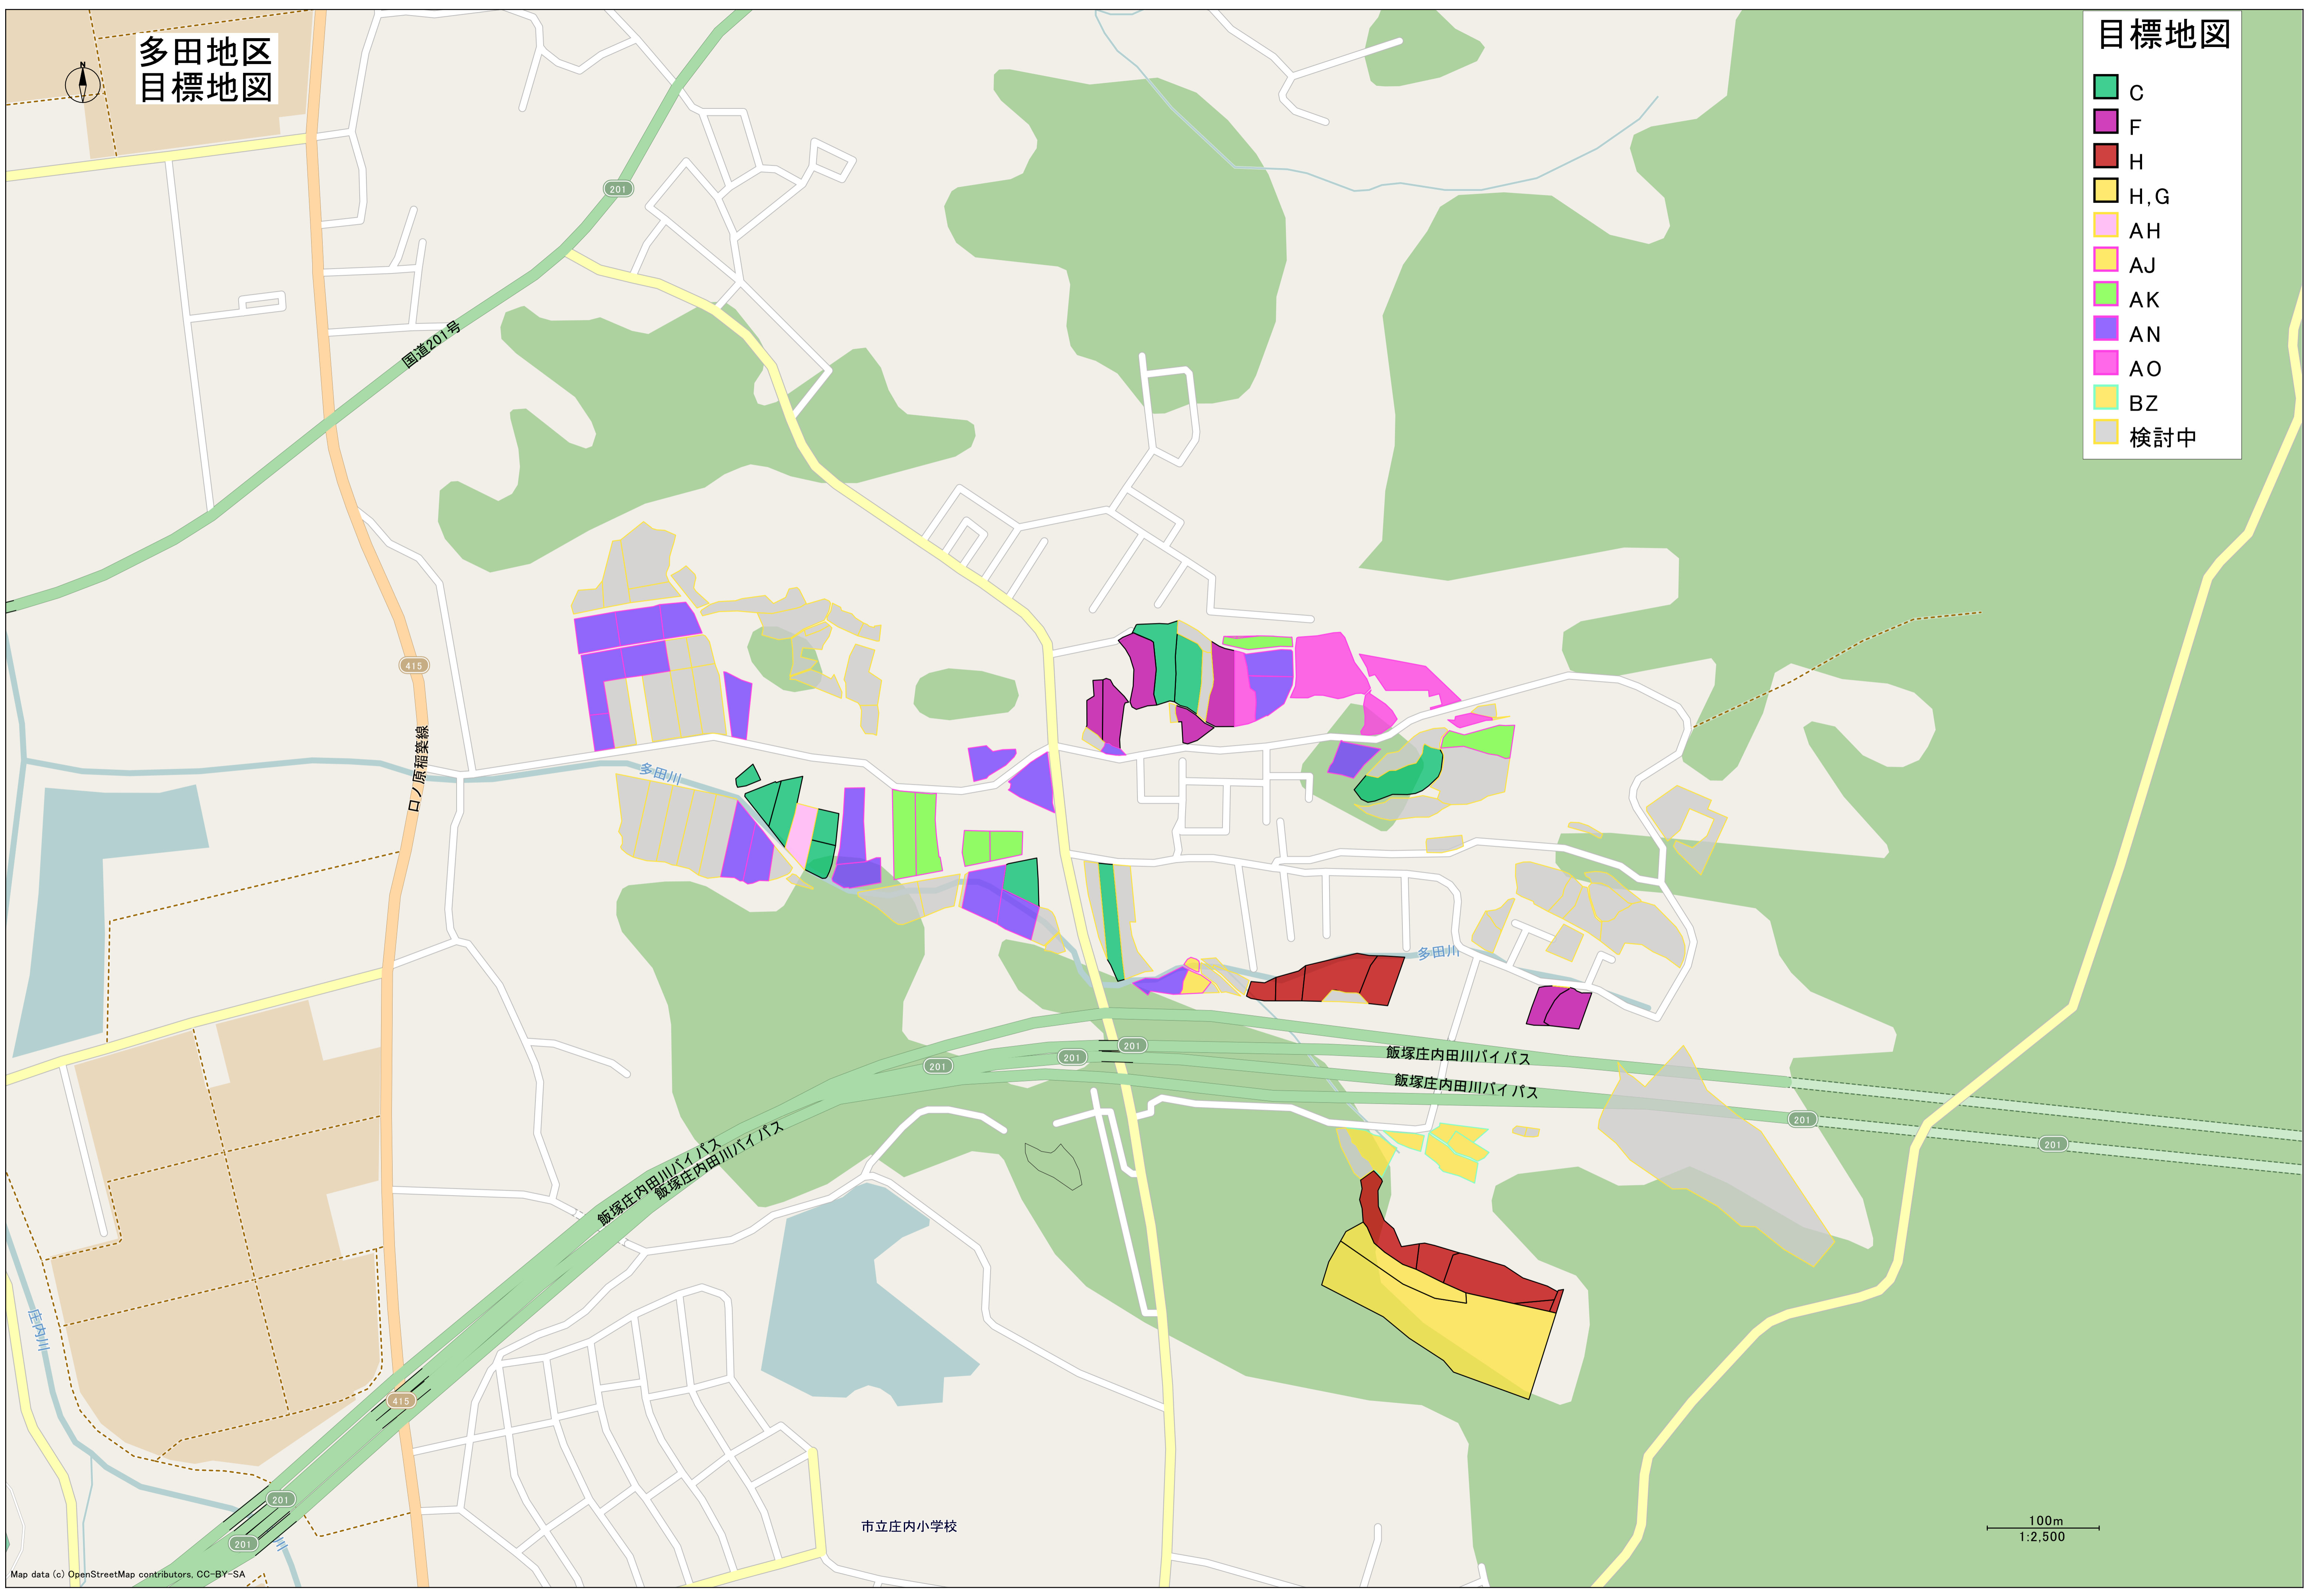 多田地区
目標地図
N
目標地図
C
F
H
H,G
AH
AJ
AK
AN
AO
BZ
検討中
201
国道201号
415
口ノ原稲築線
多田川
多田川
201
201
201
飯塚庄内田川バイパス
飯塚庄内田川バイパス
201
201
飯塚庄内田川バイパス
飯塚庄内田川バイパス
庄内川
415
201
201
川
市立庄内小学校
100m
1:2,500
Map data (c) OpenStreetMap contributors, CC-BY-SA